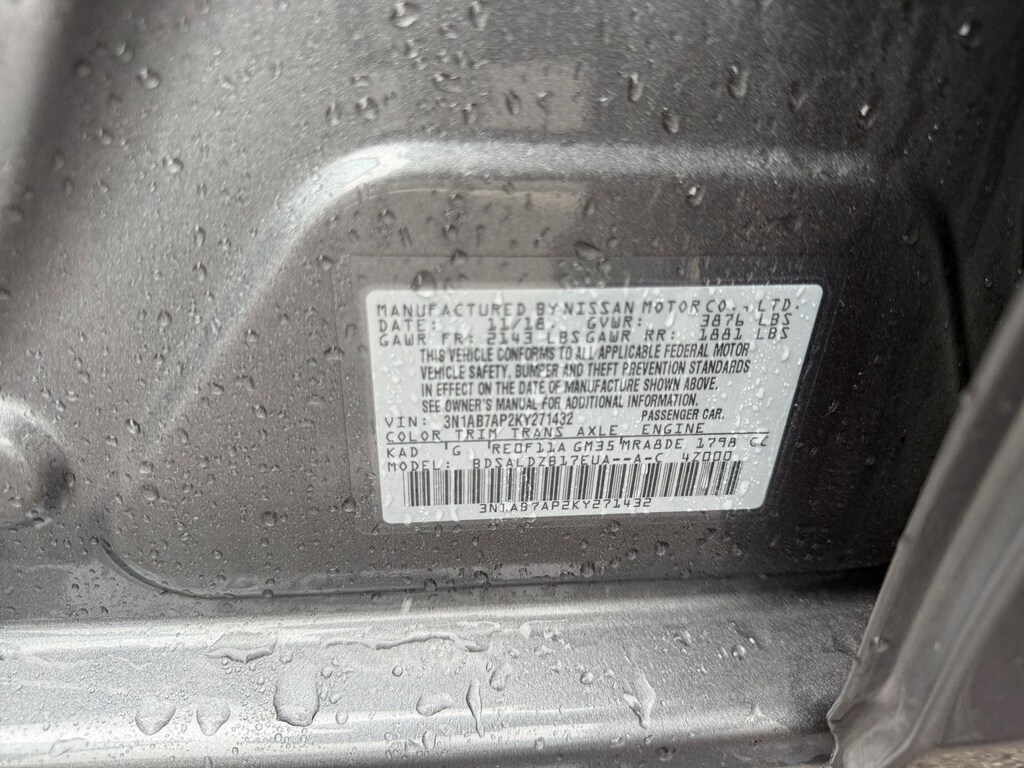 MANUFACTURED BY NISSAN MOTOR CO., LTD.
DATE: 11/18. GVWR: 3876 LBS
GAWR FR: 2143 LBS GAWR RR: 1881 LBS
THIS VEHICLE CONFORMS TO ALL APPLICABLE FEDERAL MOTOR
VEHICLE SAFETY, BUMPER AND THEFT PREVENTION STANDARDS
IN EFFECT ON THE DATE OF MANUFACTURE SHOWN ABOVE.
SEE OWNER'S MANUAL FOR ADDITIONAL INFORMATION.
VIN: 3N1AB7AP2KY271432 PASSENGER CAR.
COLOR TRIM TRANS AXLE ENGINE
KAD G RE0F11A GM35 MRA8DE 1798 CC
MODEL: BDSALDZB17EUA--A-C 47000
3N1AB7AP2KY271432